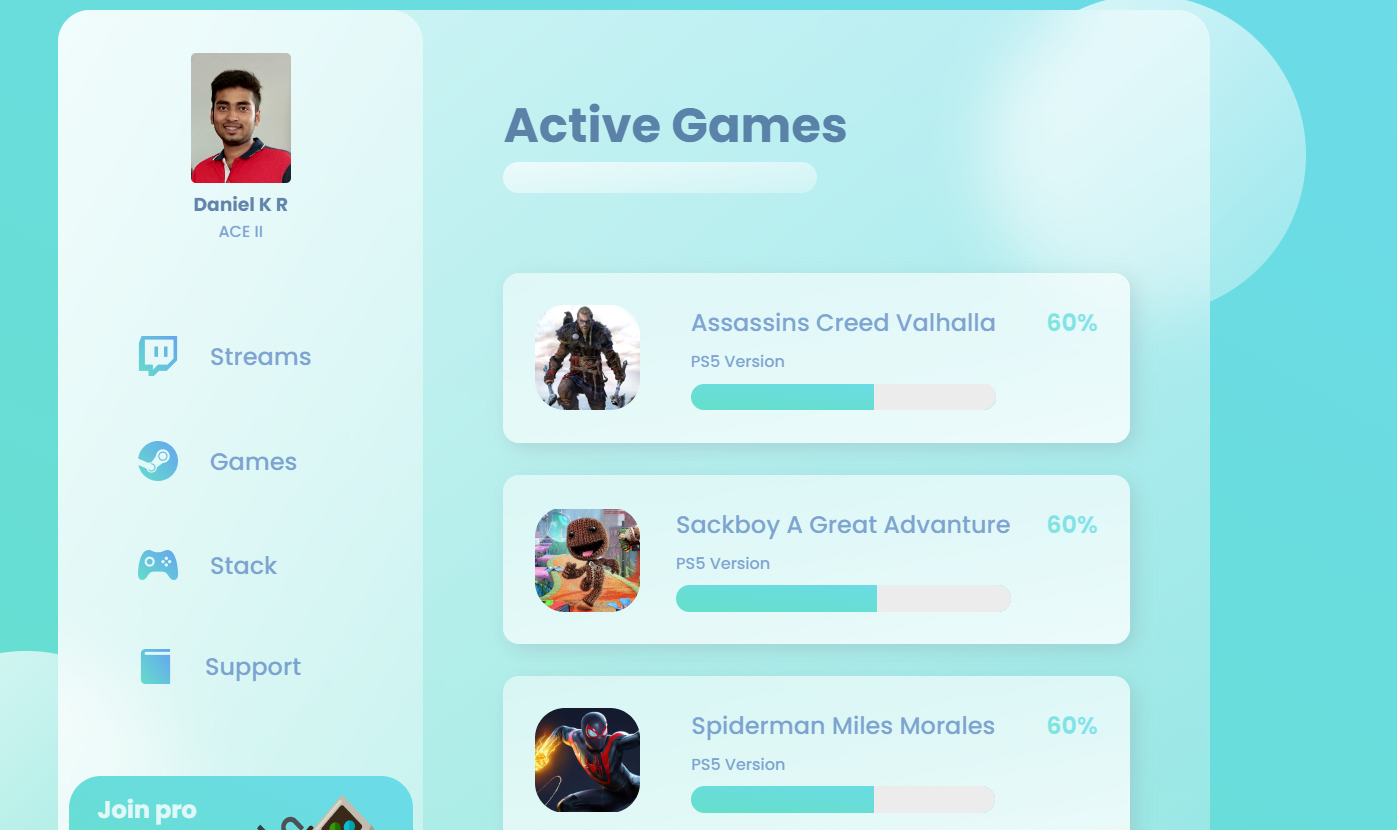 Daniel K R
ACE II
Streams
Games
Stack
Support
Join pro
Active Games
Assassins Creed Valhalla
60%
PS5 Version
Sackboy A Great Advanture
60%
PS5 Version
Spiderman Miles Morales
60%
PS5 Version